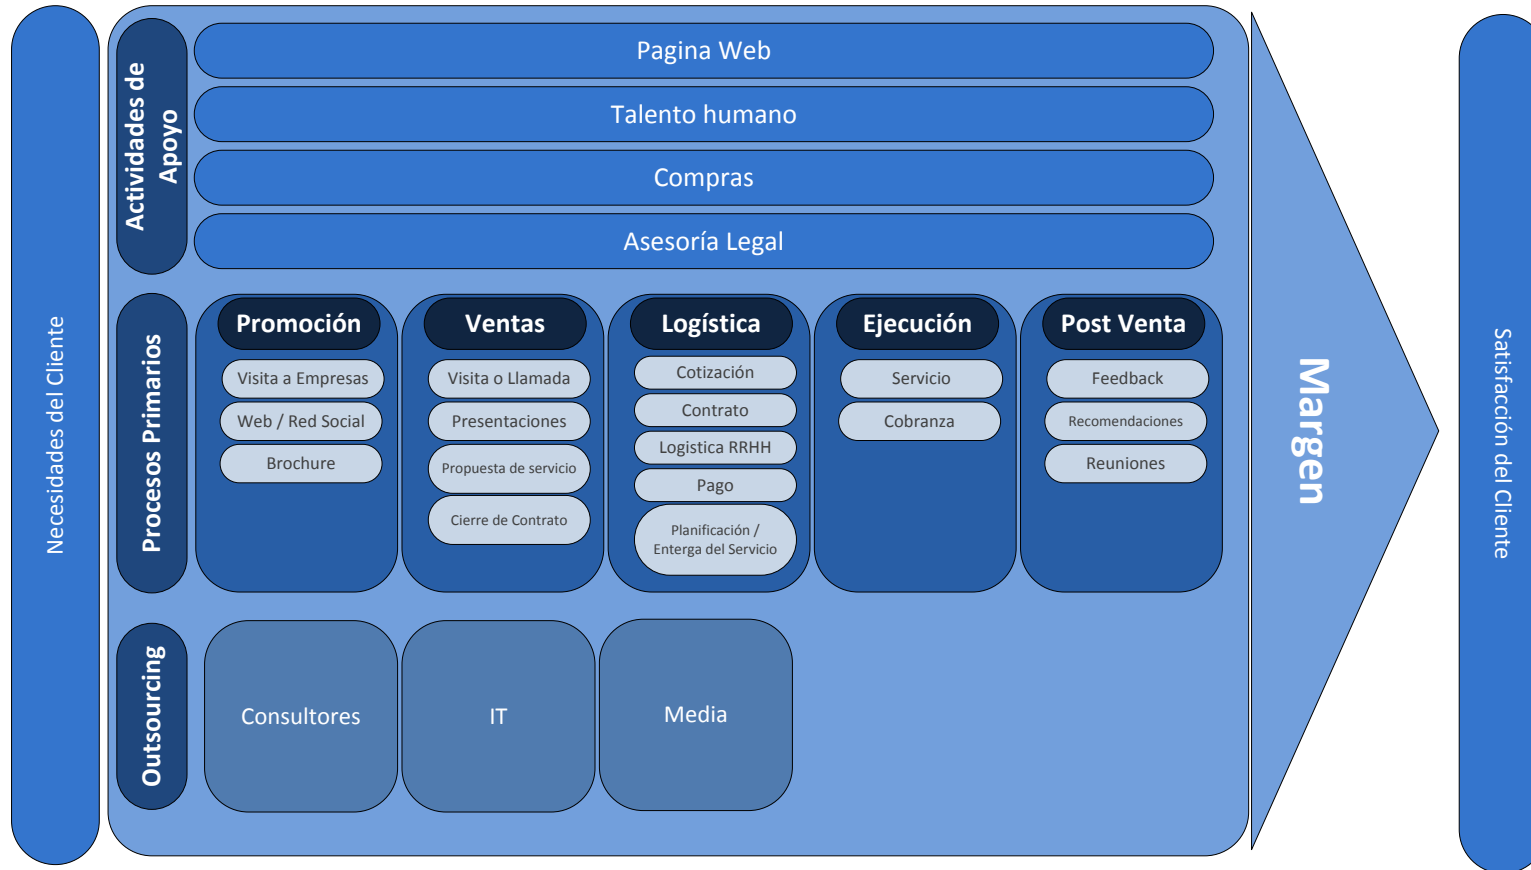 Necesidades del Cliente
Actividades de
Apoyo
Pagina Web
Talento humano
Compras
Asesoría Legal
Procesos Primarios
Promoción
Visita a Empresas
Web / Red Social
Brochure
Ventas
Visita o Llamada
Presentaciones
Propuesta de servicio
Cierre de Contrato
Logística
Cotización
Contrato
Logistica RRHH
Pago
Planificación /
Enterga del Servicio
Ejecución
Servicio
Cobranza
Post Venta
Feedback
Recomendaciones
Reuniones
Outsourcing
Consultores
IT
Media
Margen
Satisfacción del Cliente